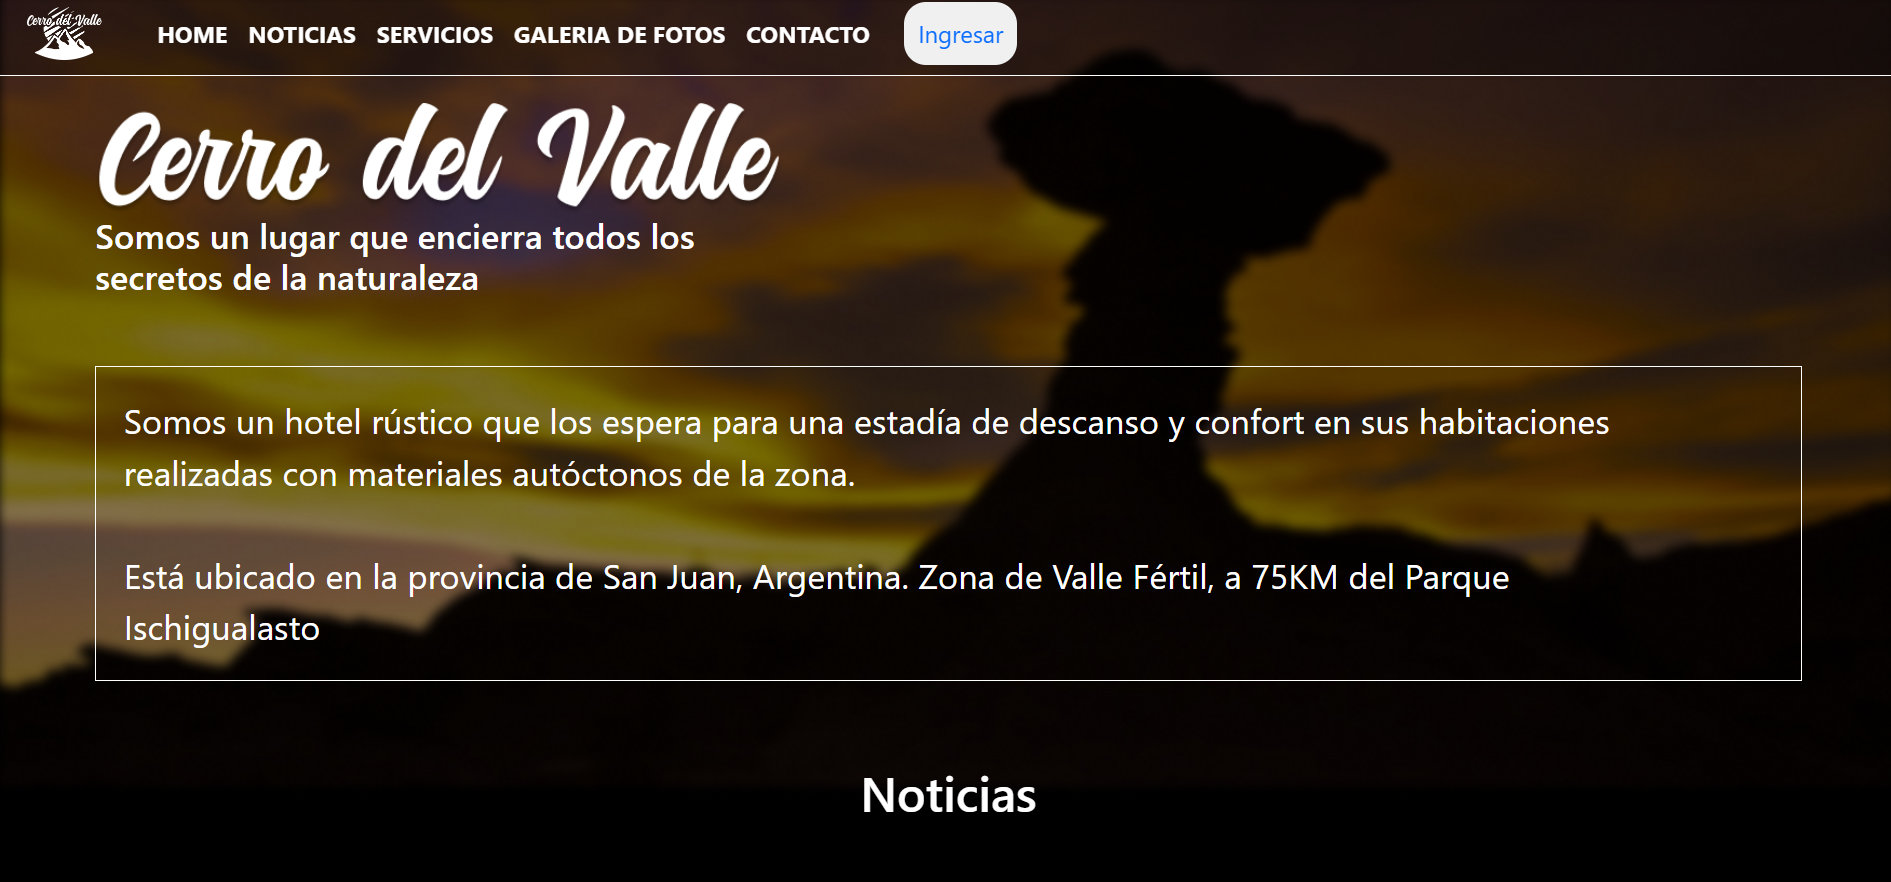 Cerro del Valle
HOME NOTICIAS SERVICIOS GALERIA DE FOTOS CONTACTO Ingresar
Cerro del Valle
Somos un lugar que encierra todos los
secretos de la naturaleza
Somos un hotel rústico que los espera para una estadía de descanso y confort en sus habitaciones
realizadas con materiales autóctonos de la zona.
Está ubicado en la provincia de San Juan, Argentina. Zona de Valle Fértil, a 75KM del Parque
Ischigualasto
Noticias